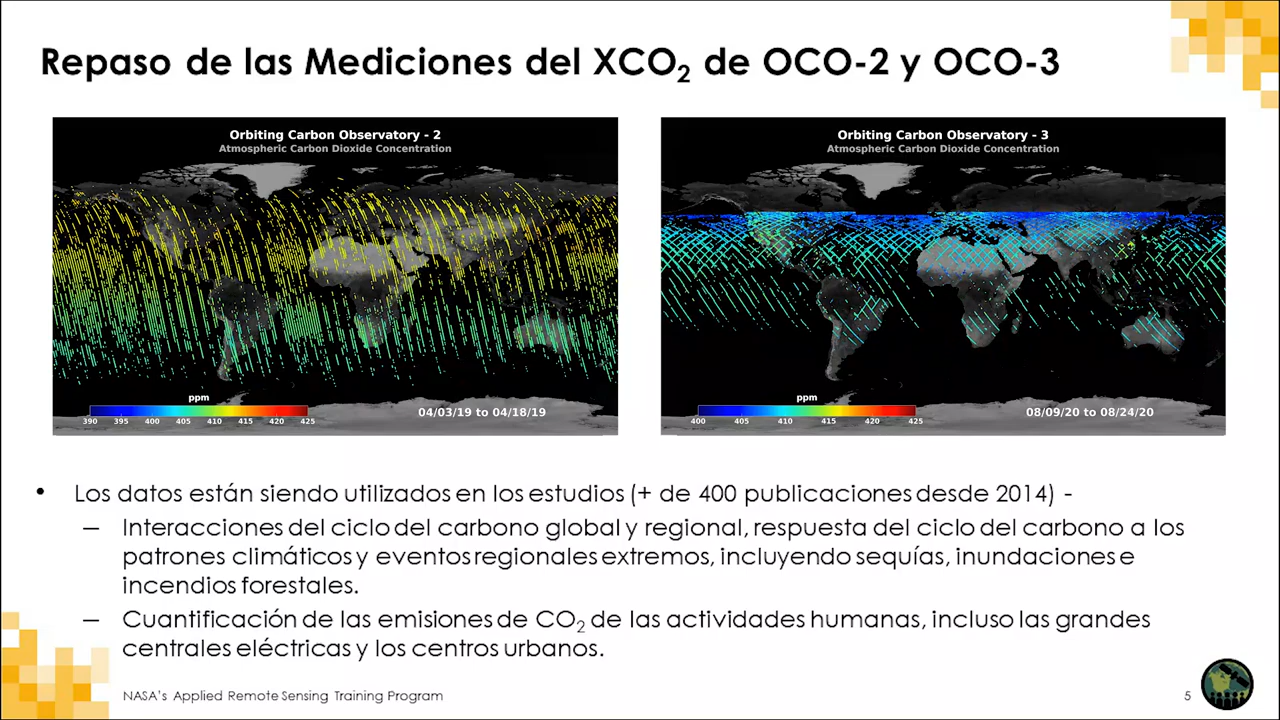 Repaso de las Mediciones del XCO₂ de OCO-2 y OCO-3
Orbiting Carbon Observatory - 2
Atmospheric Carbon Dioxide Concentration
ppm
390 395 400 405 410 415 420 425
04/03/19 to 04/18/19
Orbiting Carbon Observatory - 3
Atmospheric Carbon Dioxide Concentration
ppm
400 405 410 415 420 425
08/09/20 to 08/24/20
• Los datos están siendo utilizados en los estudios (+ de 400 publicaciones desde 2014) -
– Interacciones del ciclo del carbono global y regional, respuesta del ciclo del carbono a los
patrones climáticos y eventos regionales extremos, incluyendo sequías, inundaciones e
incendios forestales.
– Cuantificación de las emisiones de CO₂ de las actividades humanas, incluso las grandes
centrales eléctricas y los centros urbanos.
NASA's Applied Remote Sensing Training Program
5